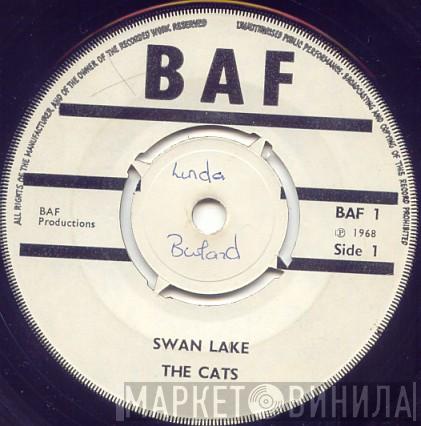 ALL RIGHTS OF THE MANUFACTURER, AND OF THE OWNER OF THE RECORDED WORK RESERVED
UNAUTHORISED PUBLIC PERFORMANCE, BROADCASTING AND COPYING OF THIS RECORD PROHIBITED
BAF
Linda
BAF
Productions
BAF 1
Ⓟ 1968
Side 1
SWAN LAKE
THE CATS
МАРКЕТ ВИНИЛА